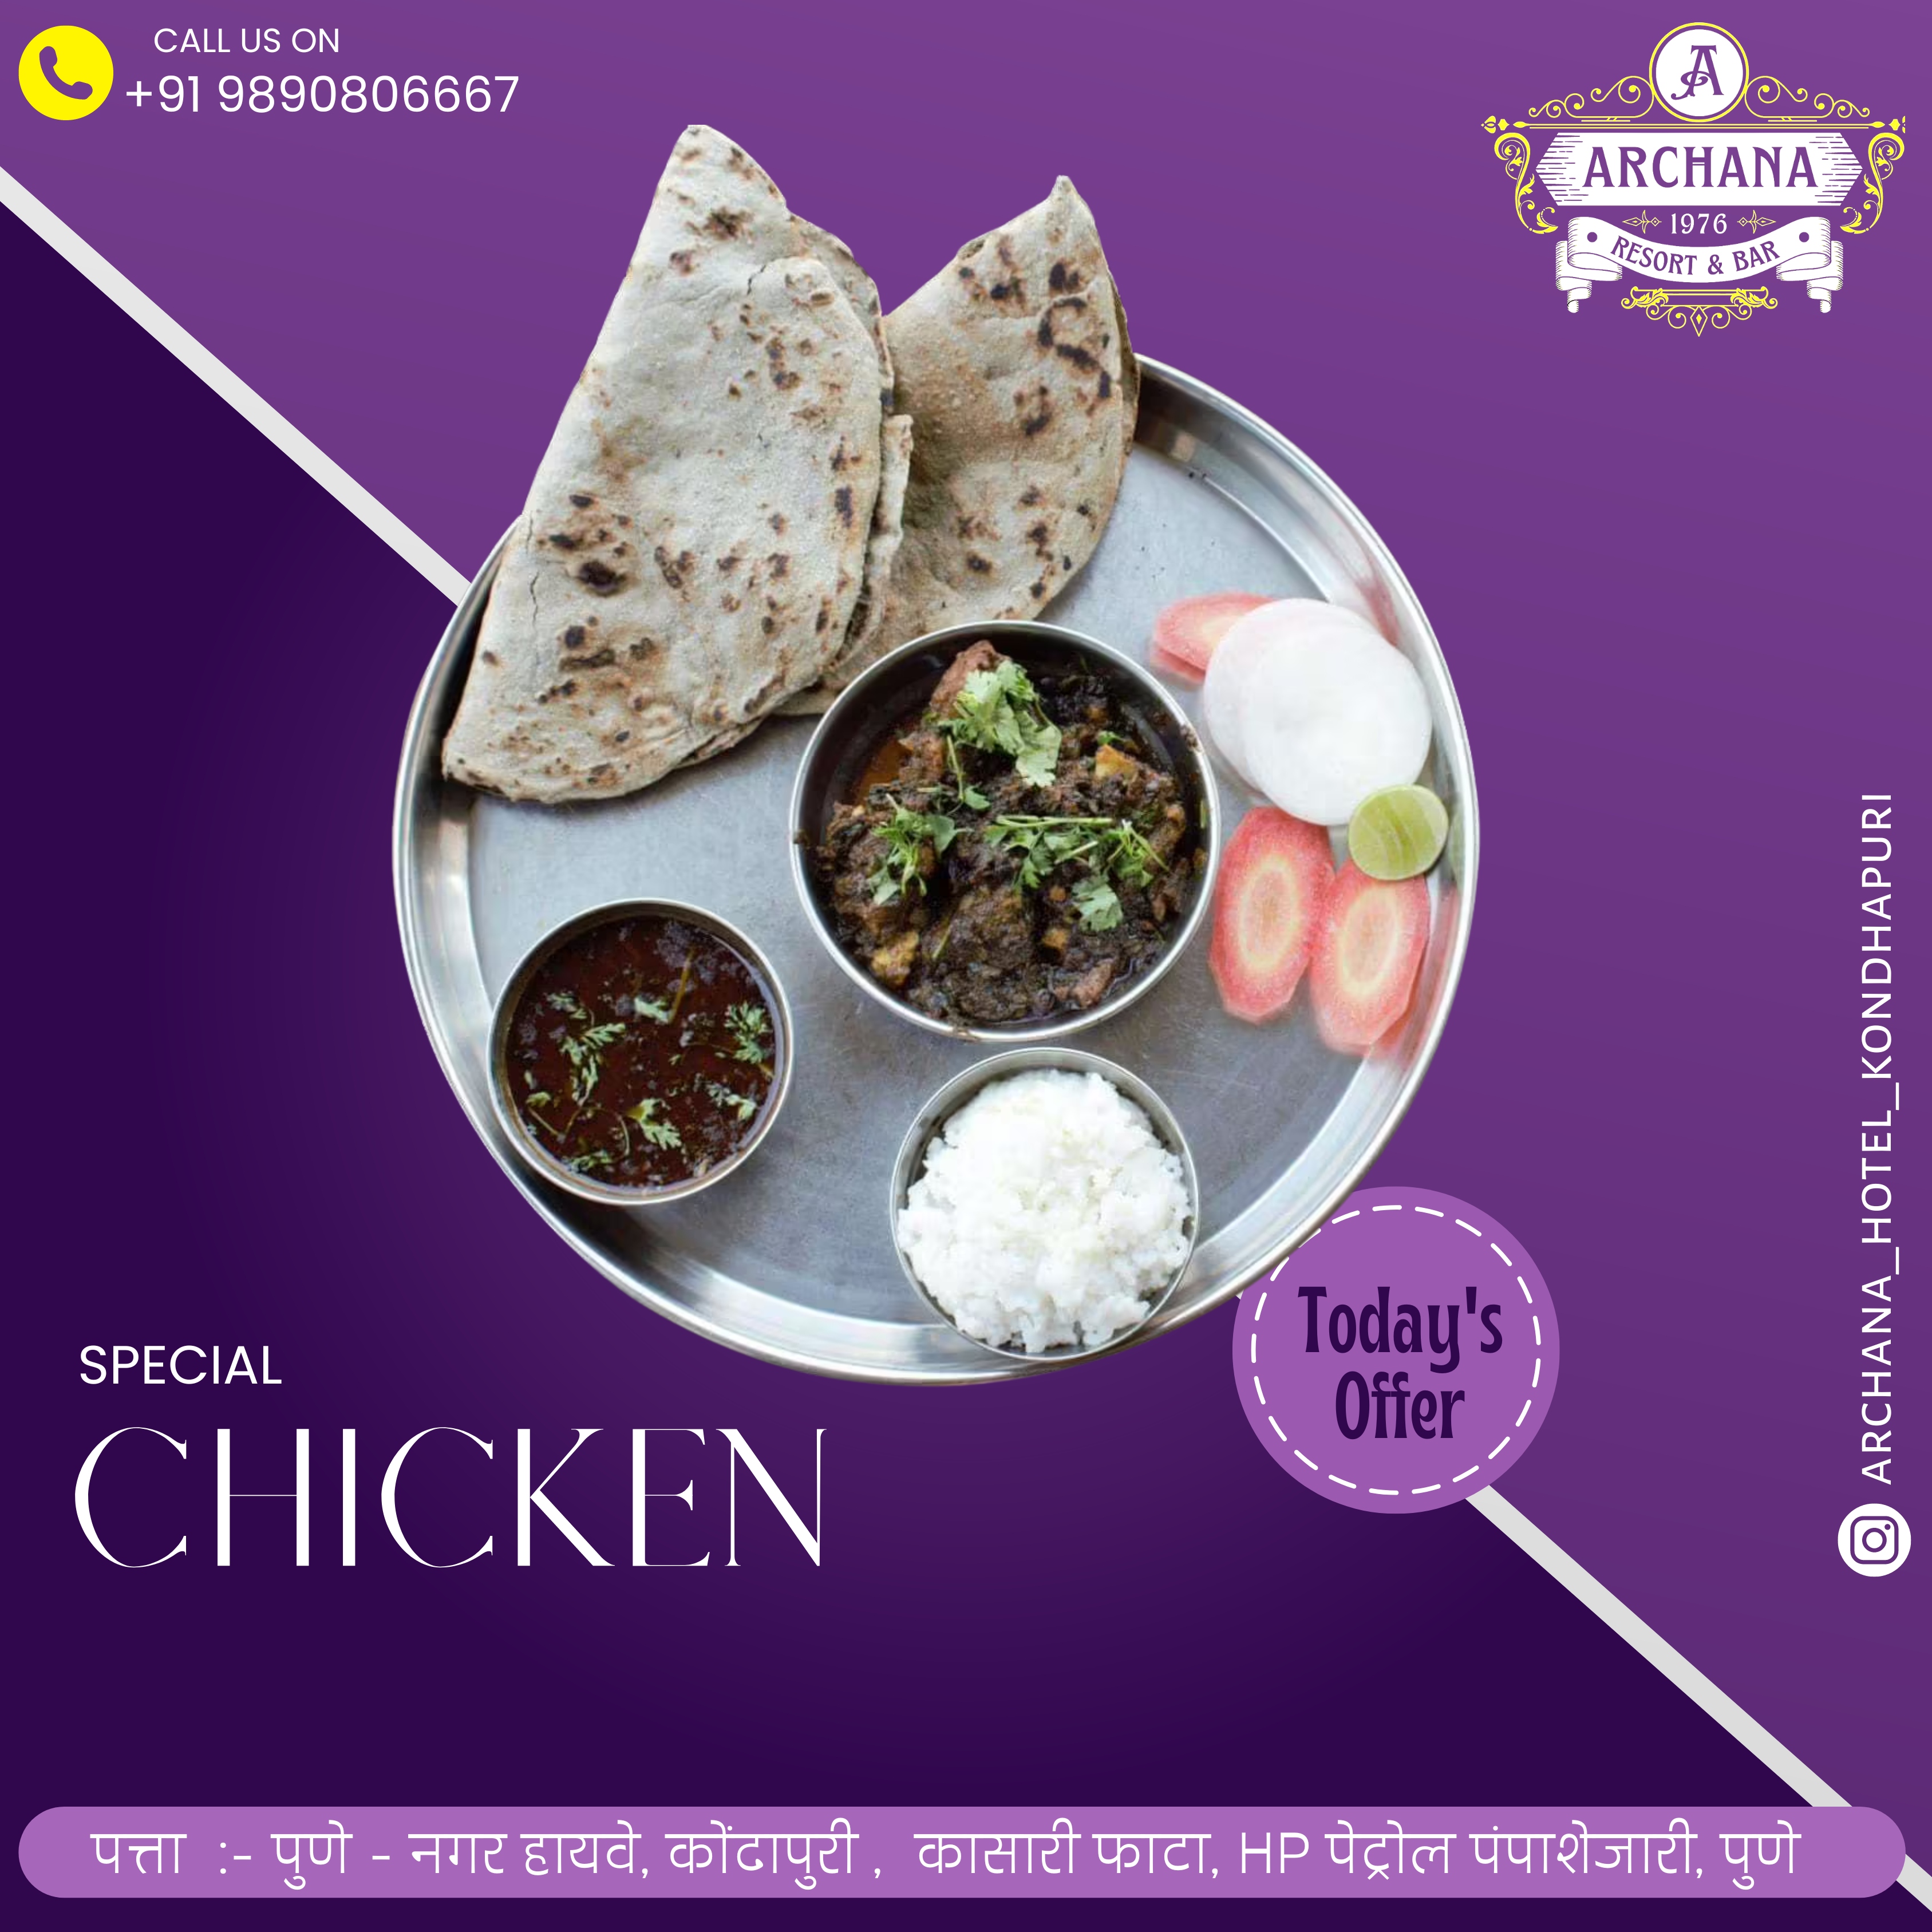 CALL US ON
+91 9890806667
A
ARCHANA
1976
RESORT & BAR
ARCHANA_HOTEL_KONDHAPURI
Today's
Offer
SPECIAL
CHICKEN
पत्ता :- पुणे - नगर हायवे, कोंढापुरी , कासारी फाटा, HP पेट्रोल पंपाशेजारी, पुणे